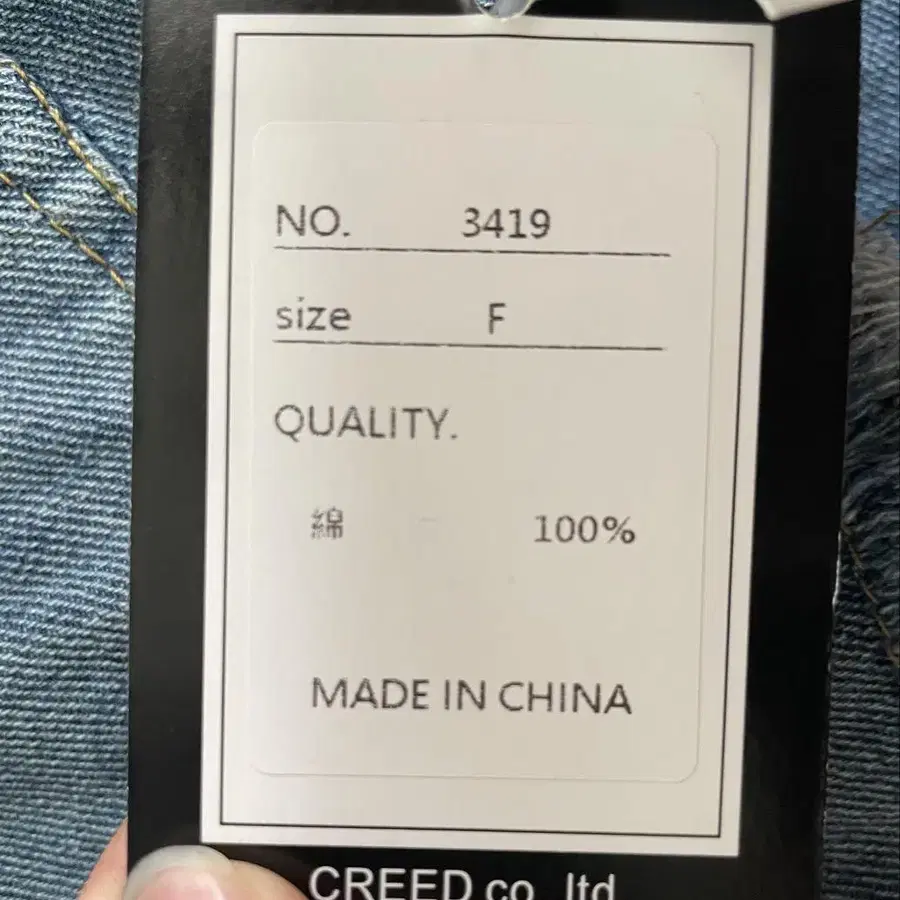 NO. 3419
size F
QUALITY.
綿 100%
MADE IN CHINA
CREED co. ltd